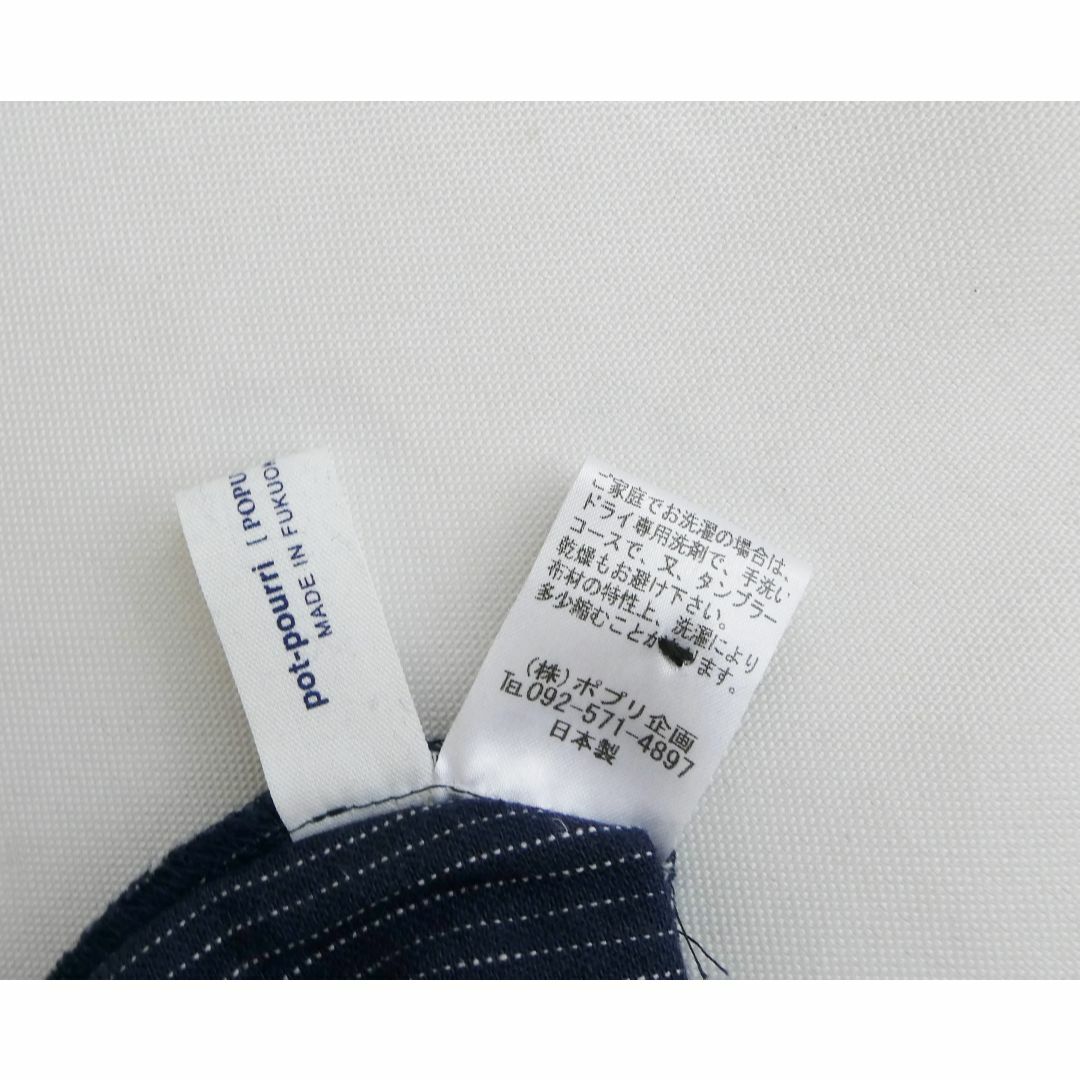 pot-pourri [ POPU
MADE IN FUKUOK
ご家庭でお洗濯の場合は、
ドライ専用洗剤で、手洗い
コースで、又、タンブラー
乾燥もお避け下さい。
布材の特性上、洗濯により
多少縮むことが ります。
(株)ポプリ企画
TEL092-571-4897
日本製